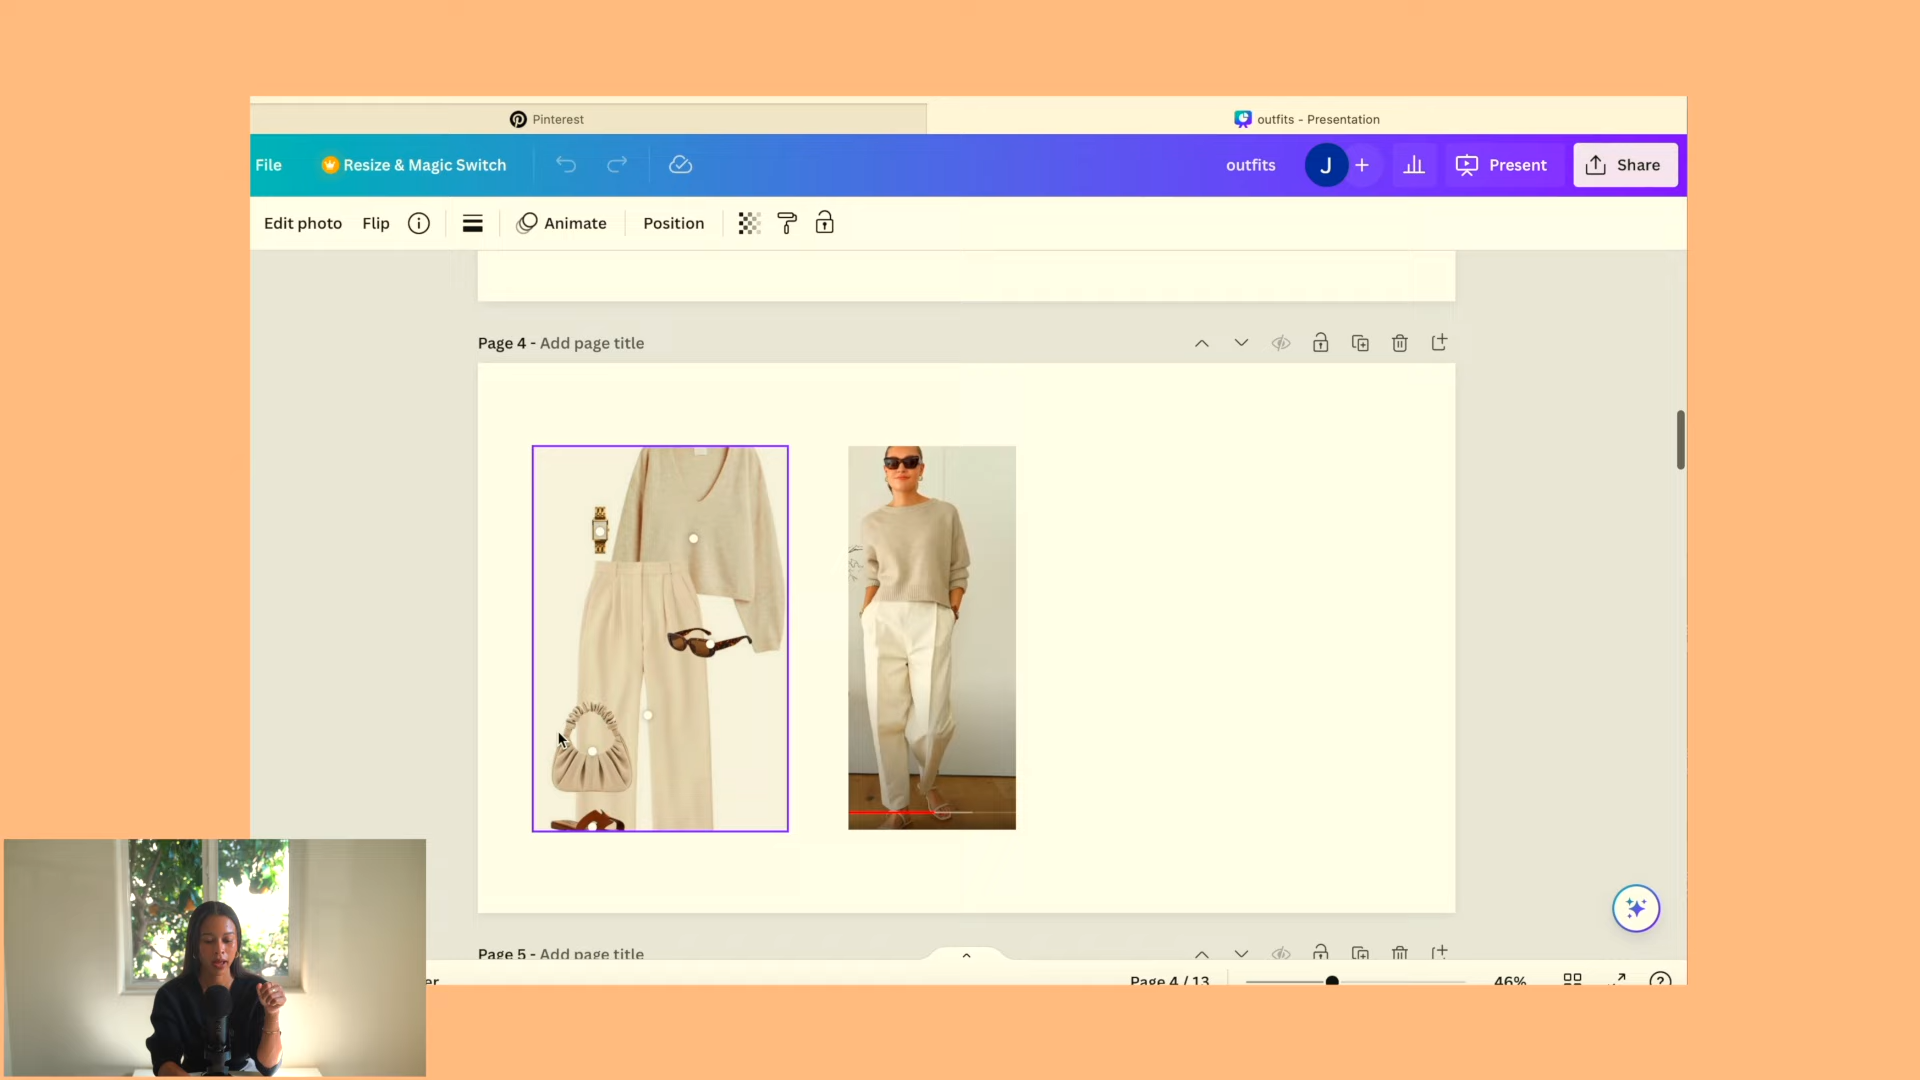 Pinterest
outfits - Presentation
File
Resize & Magic Switch
outfits
J
Present
Share
Edit photo
Flip
Animate
Position
Page 4 - Add page title
Page 5 - Add page title
er
Page 4 / 13
46%